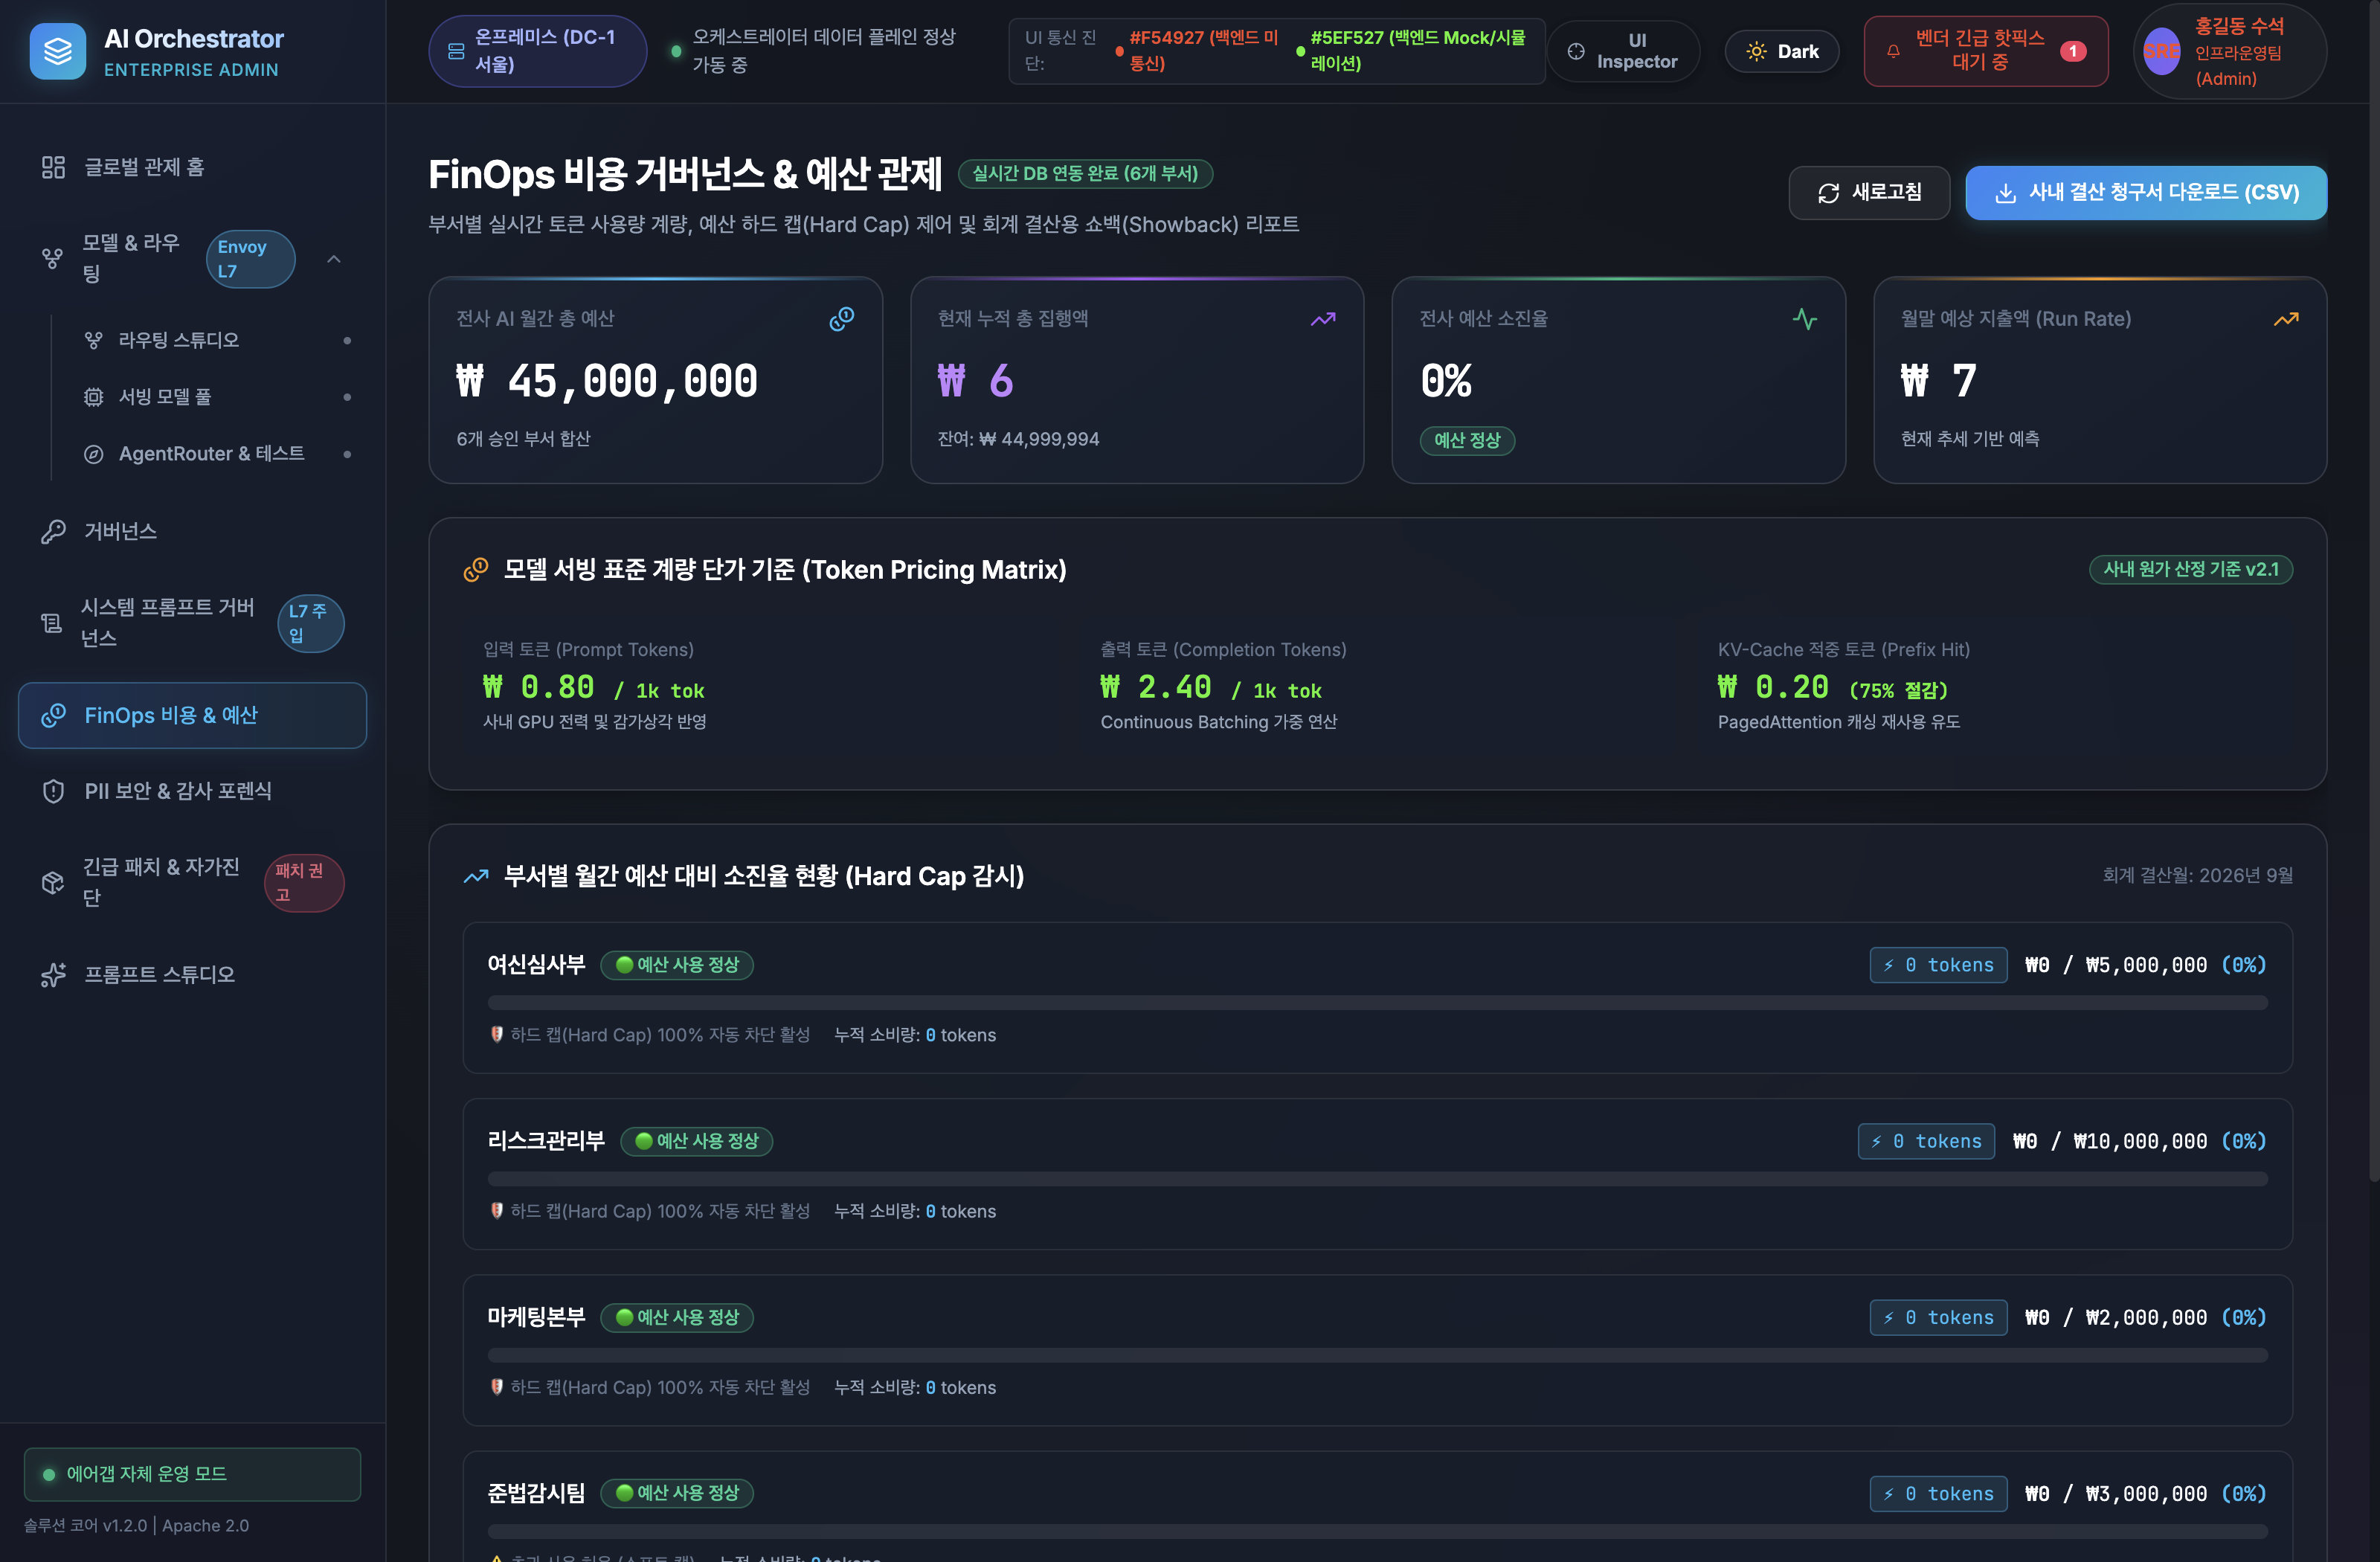 AI Orchestrator
ENTERPRISE ADMIN
글로벌 관제 홈
모델 & 라우
팅
Envoy
L7
라우팅 스튜디오
서빙 모델 풀
AgentRouter & 테스트
거버넌스
시스템 프롬프트 거버
넌스
L7 주
입
FinOps 비용 & 예산
PII 보안 & 감사 포렌식
긴급 패치 & 자가진
단
패치 권
고
프롬프트 스튜디오
에어갭 자체 운영 모드
솔루션 코어 v1.2.0 | Apache 2.0
온프레미스 (DC-1
서울)
오케스트레이터 데이터 플레인 정상
가동 중
UI 통신 진
단:
#F54927 (백엔드 미
통신)
#5EF527 (백엔드 Mock/시뮬
레이션)
UI
Inspector
Dark
벤더 긴급 핫픽스
대기 중
1
SRE
홍길동 수석
인프라운영팀
(Admin)
FinOps 비용 거버넌스 & 예산 관제
실시간 DB 연동 완료 (6개 부서)
부서별 실시간 토큰 사용량 계량, 예산 하드 캡(Hard Cap) 제어 및 회계 결산용 쇼백(Showback) 리포트
새로고침
사내 결산 청구서 다운로드 (CSV)
전사 AI 월간 총 예산
₩ 45,000,000
6개 승인 부서 합산
현재 누적 총 집행액
₩ 6
잔여: ₩ 44,999,994
전사 예산 소진율
0%
예산 정상
월말 예상 지출액 (Run Rate)
₩ 7
현재 추세 기반 예측
모델 서빙 표준 계량 단가 기준 (Token Pricing Matrix)
사내 원가 산정 기준 v2.1
입력 토큰 (Prompt Tokens)
₩ 0.80 / 1k tok
사내 GPU 전력 및 감가상각 반영
출력 토큰 (Completion Tokens)
₩ 2.40 / 1k tok
Continuous Batching 가중 연산
KV-Cache 적중 토큰 (Prefix Hit)
₩ 0.20 (75% 절감)
PagedAttention 캐싱 재사용 유도
부서별 월간 예산 대비 소진율 현황 (Hard Cap 감시)
회계 결산월: 2026년 9월
여신심사부
예산 사용 정상
⚡ 0 tokens ₩0 / ₩5,000,000 (0%)
하드 캡(Hard Cap) 100% 자동 차단 활성 누적 소비량: 0 tokens
리스크관리부
예산 사용 정상
⚡ 0 tokens ₩0 / ₩10,000,000 (0%)
하드 캡(Hard Cap) 100% 자동 차단 활성 누적 소비량: 0 tokens
마케팅본부
예산 사용 정상
⚡ 0 tokens ₩0 / ₩2,000,000 (0%)
하드 캡(Hard Cap) 100% 자동 차단 활성 누적 소비량: 0 tokens
준법감시팀
예산 사용 정상
⚡ 0 tokens ₩0 / ₩3,000,000 (0%)